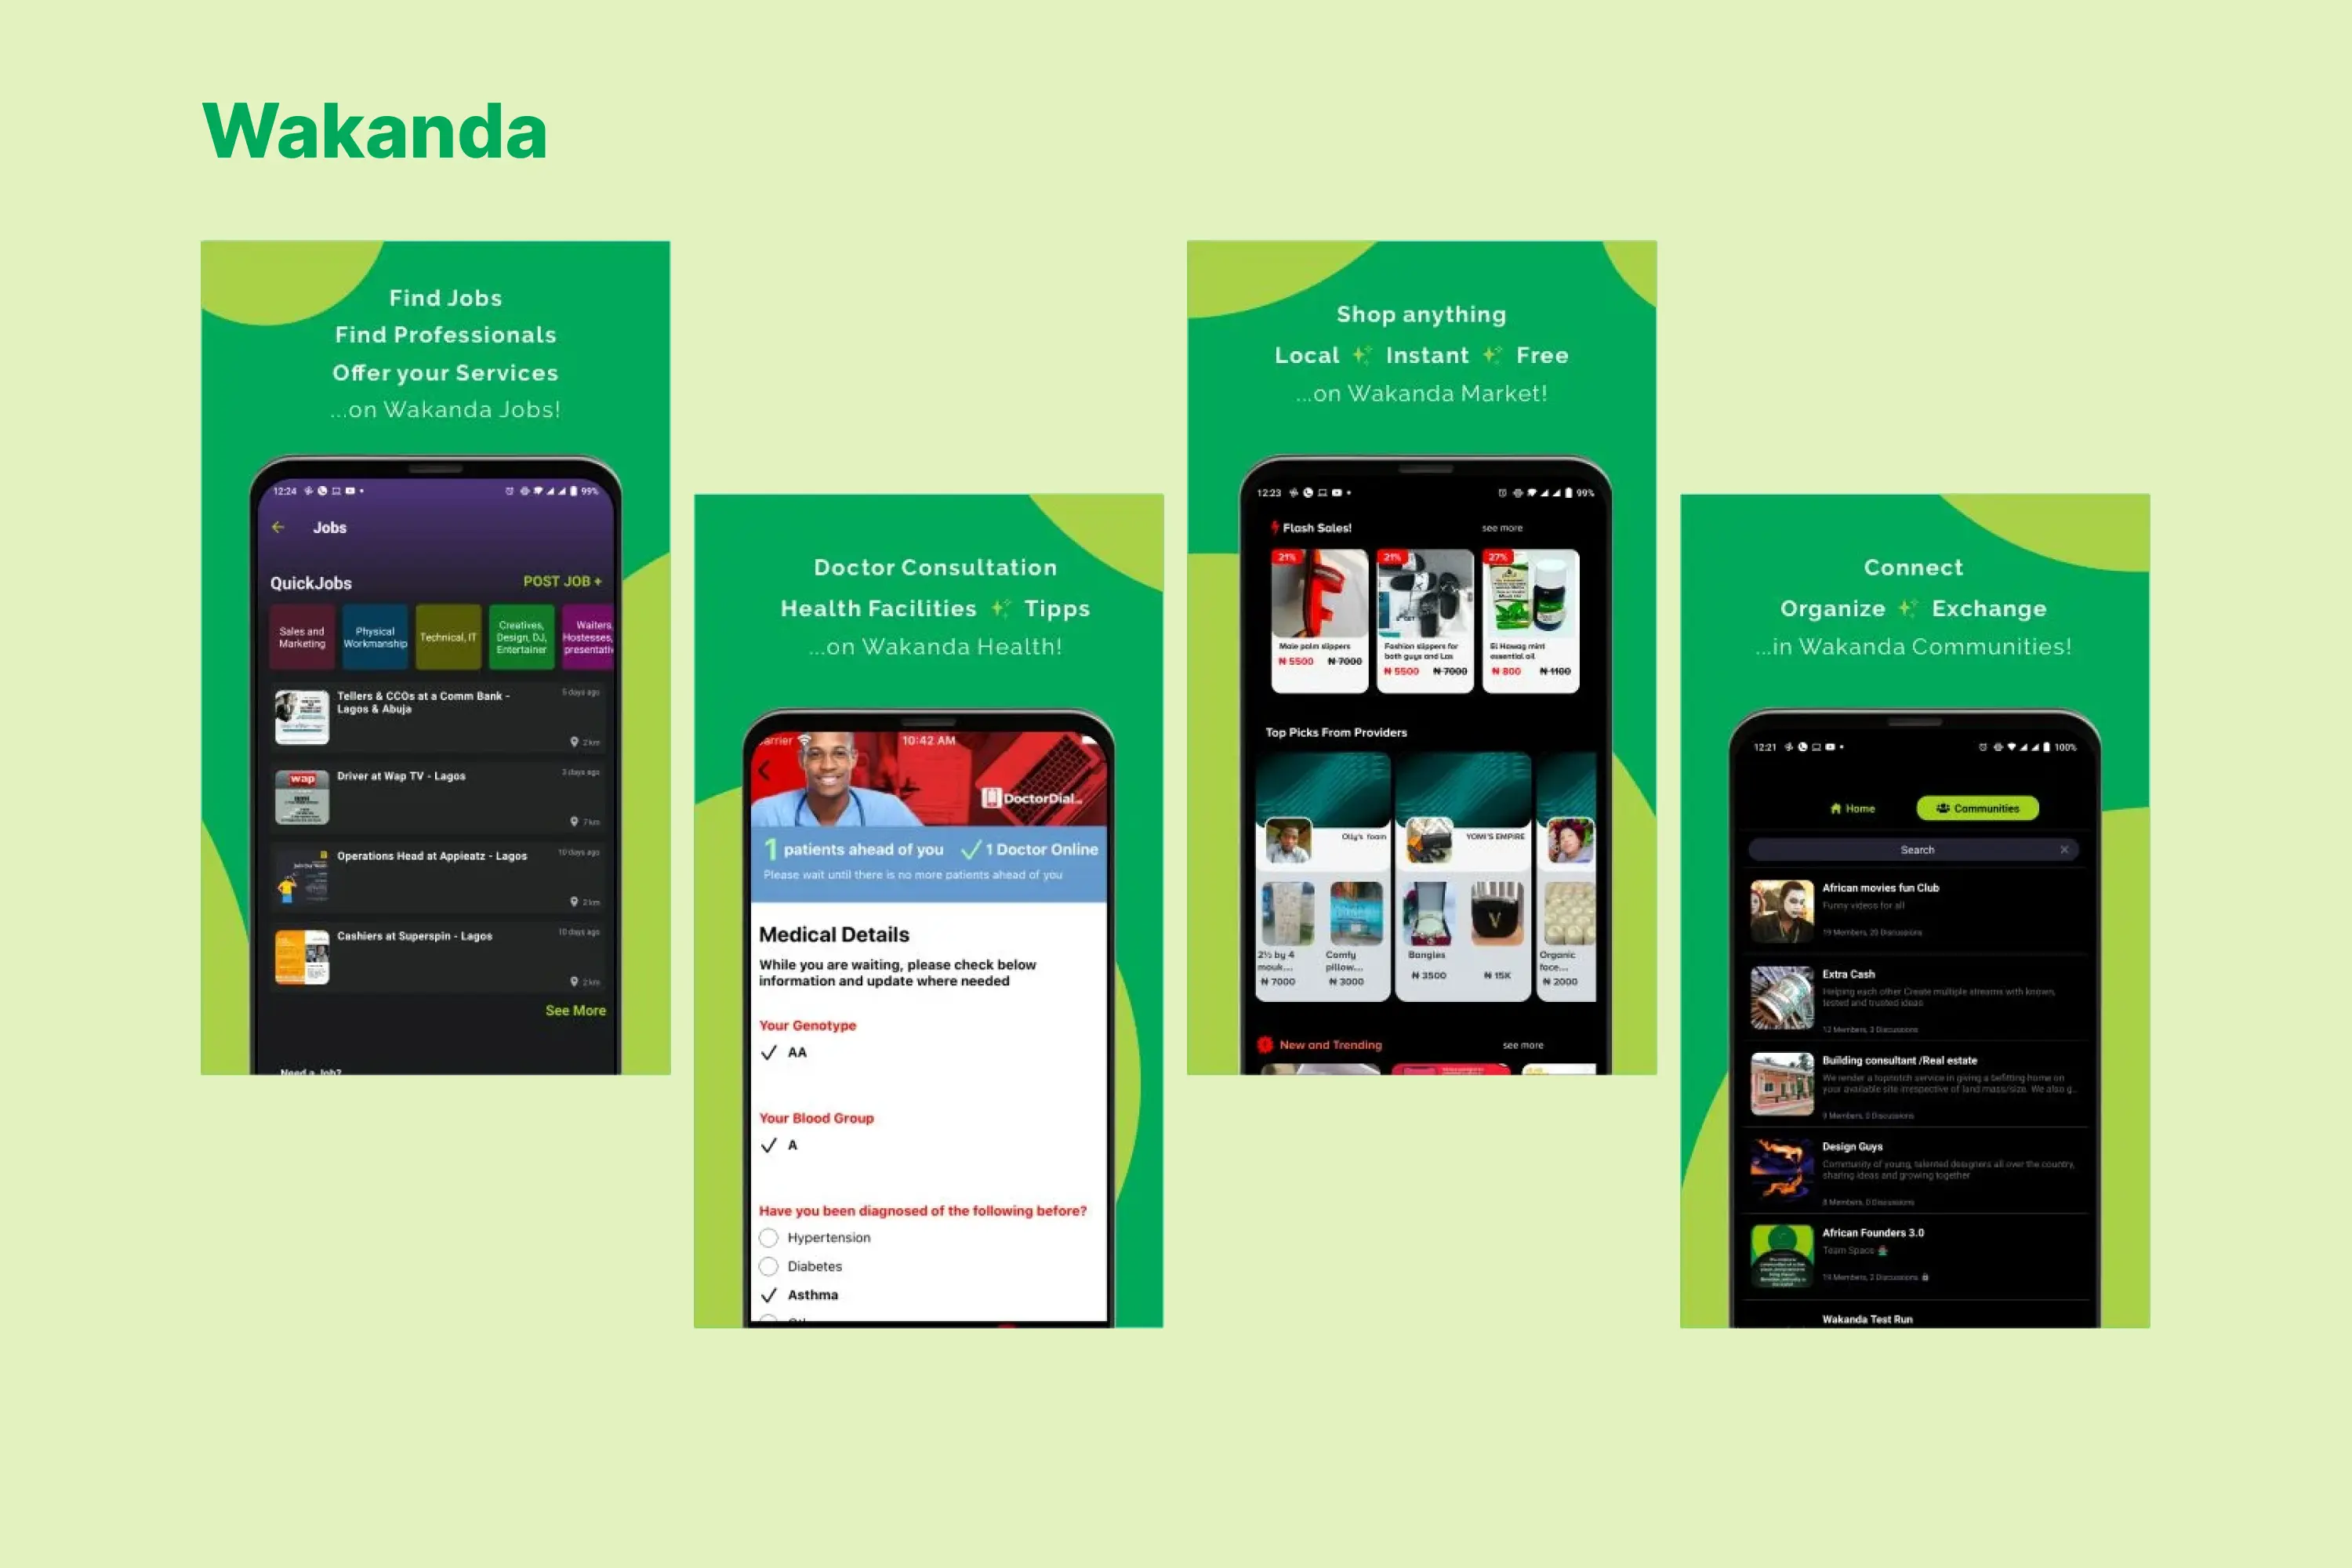 Wakanda
Find Jobs
Find Professionals
Offer your Services
...on Wakanda Jobs!
12:24
99%
Jobs
QuickJobs
POST JOB +
Sales and
Marketing
Physical
Workmanship
Technical, IT
Creatives,
Design, DJ,
Entertainer
Waiters,
Hostesses,
Tellers & CCOs at a Comm Bank -
Lagos & Abuja
5 days ago
2 km
wap
Driver at Wap TV - Lagos
3 days ago
7 km
Operations Head at Appieatz - Lagos
10 days ago
2 km
Cashiers at Superspin - Lagos
10 days ago
2 km
See More
Need a Job?
Doctor Consultation
Health Facilities Tipps
...on Wakanda Health!
10:42 AM
DoctorDial
1 patients ahead of you
1 Doctor Online
Please wait until there is no more patients ahead of you
Medical Details
While you are waiting, please check below
information and update where needed
Your Genotype
AA
Your Blood Group
A
Have you been diagnosed of the following before?
Hypertension
Diabetes
Asthma
Shop anything
Local Instant Free
...on Wakanda Market!
12:23
99%
Flash Sales!
see more
21%
Male palm slippers
₦ 5500 ₦ 7000
21%
Fashion slippers for
both guys and Las
₦ 5500 ₦ 7000
27%
El Hawag mint
essential oil
₦ 800 ₦ 1100
Top Picks From Providers
Olly's foam
2½ by 4
mouk...
₦ 7000
Comfy
pillow...
₦ 3000
YOMI'S EMPIRE
Bangles
₦ 3500
₦ 15K
Organic
face...
₦ 2000
New and Trending
see more
Connect
Organize Exchange
...in Wakanda Communities!
12:21
100%
Home
Communities
Search
African movies fun Club
Funny videos for all
19 Members, 20 Discussions
Extra Cash
Helping each other Create multiple streams with known,
tested and trusted ideas
12 Members, 3 Discussions
Building consultant /Real estate
We render a topnotch service in giving a befitting home on
your available site irrespective of land mass/size. We also g..
9 Members, 0 Discussions
Design Guys
Community of young, talented designers all over the country,
sharing ideas and growing together
8 Members, 0 Discussions
African Founders 3.0
Team Space
19 Members, 2 Discussions
Wakanda Test Run